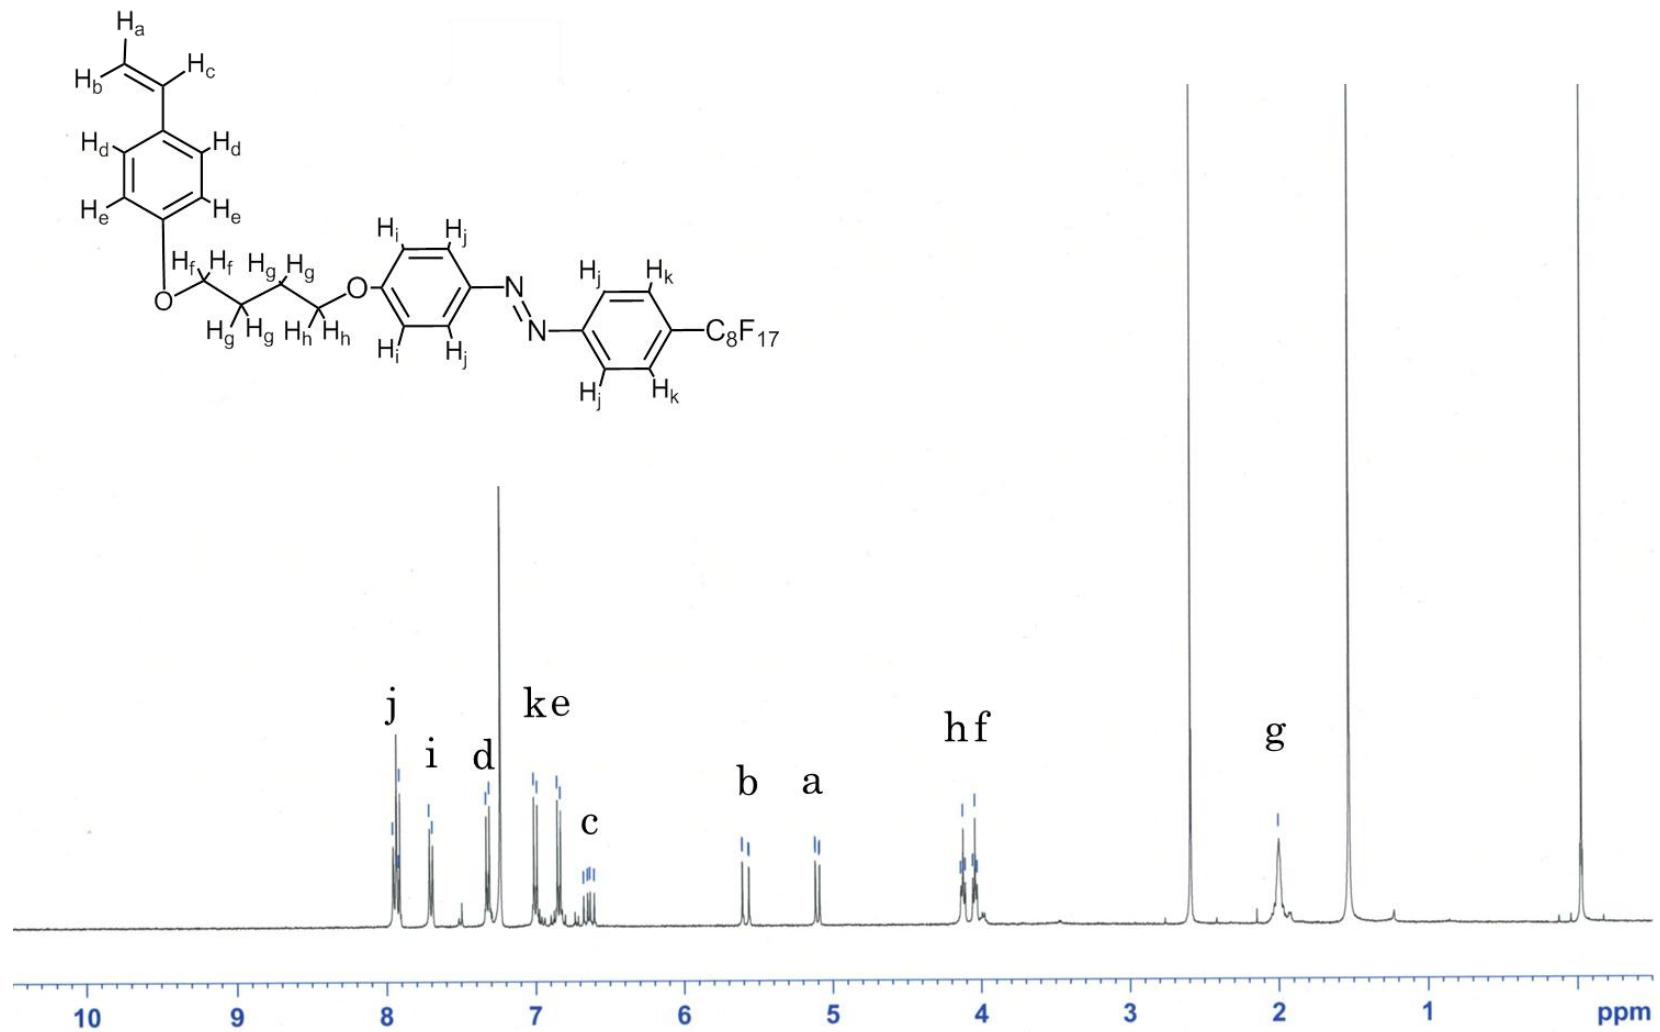 Ha
Hb
Hc
Hd
Hd
He
He
Hf Hf Hg Hg
O
Hg Hg Hh Hh
O
Hi
Hj
Hi
Hj
N
N
Hj
Hk
Hj
Hk
C8F17
j
i
d
k e
c
b
a
h f
g
10 9 8 7 6 5 4 3 2 1 ppm